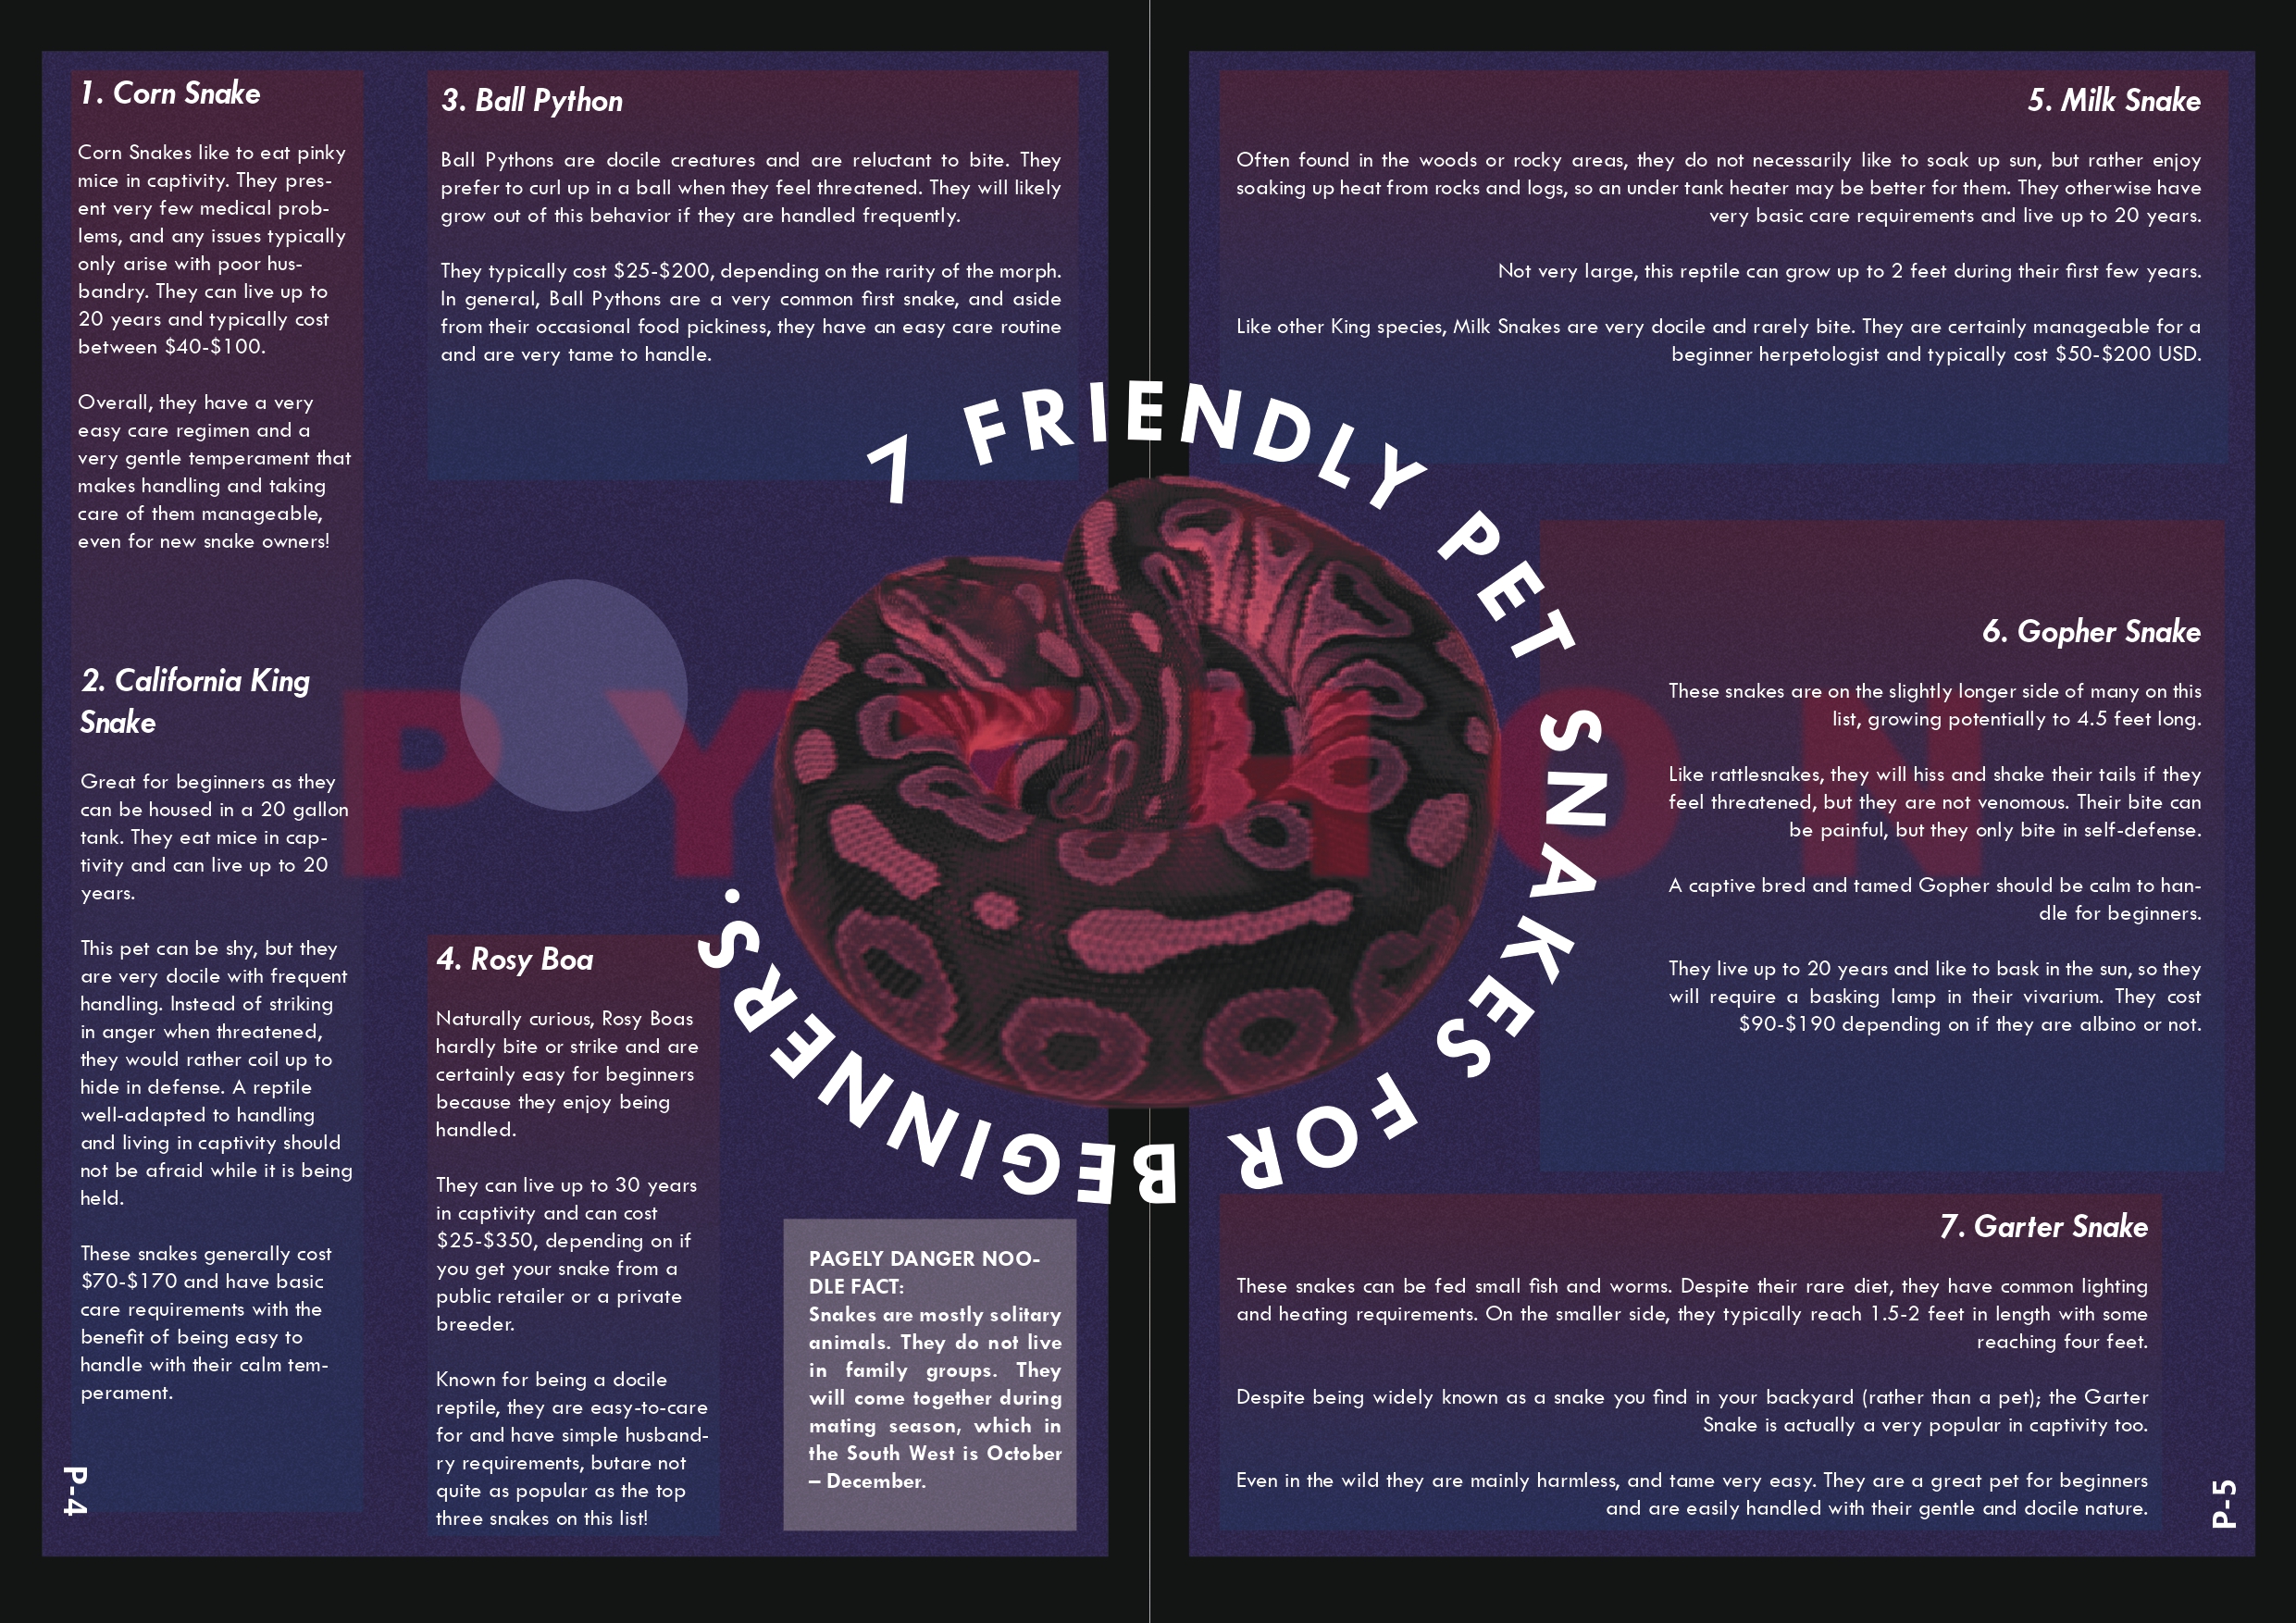 1. Corn Snake
Corn Snakes like to eat pinky
mice in captivity. They pres-
ent very few medical prob-
lems, and any issues typically
only arise with poor hus-
bandry. They can live up to
20 years and typically cost
between $40-$100.
Overall, they have a very
easy care regimen and a
very gentle temperament that
makes handling and taking
care of them manageable,
even for new snake owners!
2. California King
Snake
Great for beginners as they
can be housed in a 20 gallon
tank. They eat mice in cap-
tivity and can live up to 20
years.
This pet can be shy, but they
are very docile with frequent
handling. Instead of striking
in anger when threatened,
they would rather coil up to
hide in defense. A reptile
well-adapted to handling
and living in captivity should
not be afraid while it is being
held.
These snakes generally cost
$70-$170 and have basic
care requirements with the
benefit of being easy to
handle with their calm tem-
perament.
P-4
3. Ball Python
Ball Pythons are docile creatures and are reluctant to bite. They
prefer to curl up in a ball when they feel threatened. They will likely
grow out of this behavior if they are handled frequently.
They typically cost $25-$200, depending on the rarity of the morph.
In general, Ball Pythons are a very common first snake, and aside
from their occasional food pickiness, they have an easy care routine
and are very tame to handle.
7 FRIENDLY PET SNAKES FOR BEGINNERS.
PYTHON
4. Rosy Boa
Naturally curious, Rosy Boas
hardly bite or strike and are
certainly easy for beginners
because they enjoy being
handled.
They can live up to 30 years
in captivity and can cost
$25-$350, depending on if
you get your snake from a
public retailer or a private
breeder.
Known for being a docile
reptile, they are easy-to-care
for and have simple husband-
ry requirements, butare not
quite as popular as the top
three snakes on this list!
PAGELY DANGER NOO-
DLE FACT:
Snakes are mostly solitary
animals. They do not live
in family groups. They
will come together during
mating season, which in
the South West is October
– December.
5. Milk Snake
Often found in the woods or rocky areas, they do not necessarily like to soak up sun, but rather enjoy
soaking up heat from rocks and logs, so an under tank heater may be better for them. They otherwise have
very basic care requirements and live up to 20 years.
Not very large, this reptile can grow up to 2 feet during their first few years.
Like other King species, Milk Snakes are very docile and rarely bite. They are certainly manageable for a
beginner herpetologist and typically cost $50-$200 USD.
6. Gopher Snake
These snakes are on the slightly longer side of many on this
list, growing potentially to 4.5 feet long.
Like rattlesnakes, they will hiss and shake their tails if they
feel threatened, but they are not venomous. Their bite can
be painful, but they only bite in self-defense.
A captive bred and tamed Gopher should be calm to han-
dle for beginners.
They live up to 20 years and like to bask in the sun, so they
will require a basking lamp in their vivarium. They cost
$90-$190 depending on if they are albino or not.
7. Garter Snake
These snakes can be fed small fish and worms. Despite their rare diet, they have common lighting
and heating requirements. On the smaller side, they typically reach 1.5-2 feet in length with some
reaching four feet.
Despite being widely known as a snake you find in your backyard (rather than a pet); the Garter
Snake is actually a very popular in captivity too.
Even in the wild they are mainly harmless, and tame very easy. They are a great pet for beginners
and are easily handled with their gentle and docile nature.
P-5